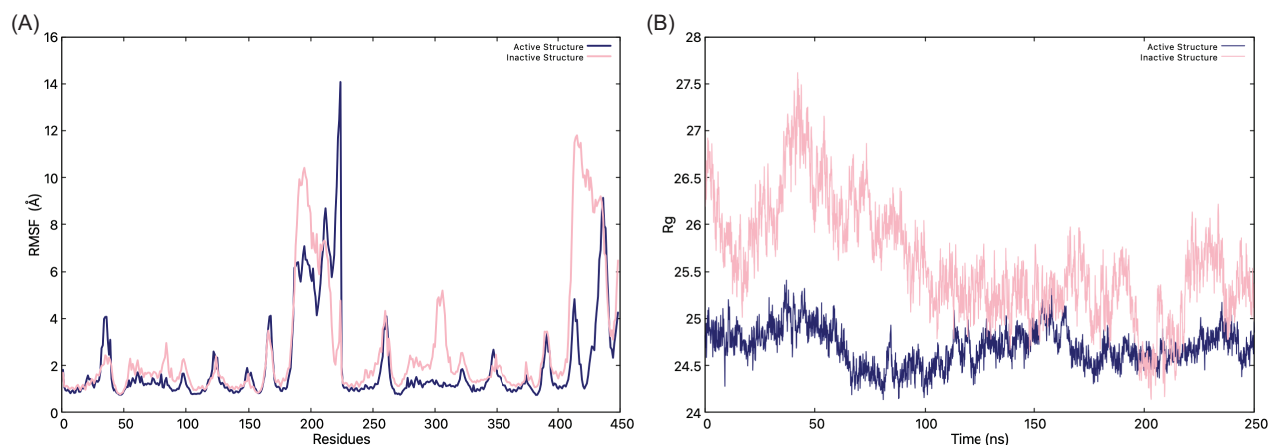 (A)
16
14
12
10
8
6
4
2
0
RMSF (Å)
Active Structure
Inactive Structure
0 50 100 150 200 250 300 350 400 450
Residues
(B)
28
27.5
27
26.5
26
25.5
25
24.5
24
Rg
Active Structure
Inactive Structure
0 50 100 150 200 250
Time (ns)